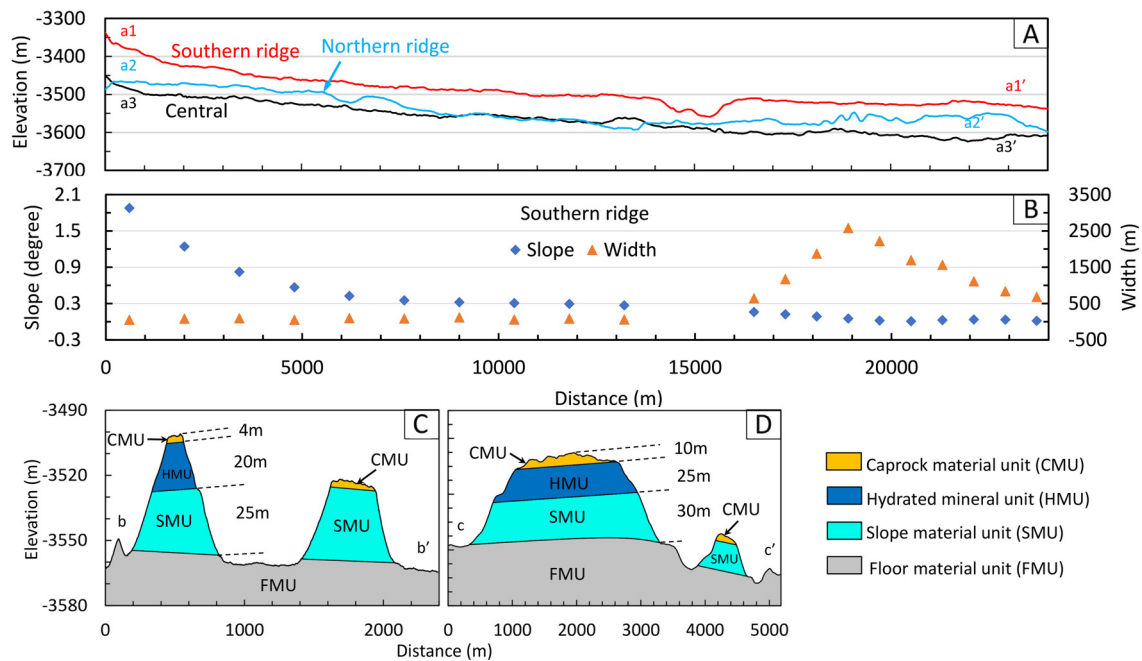 -3300
-3400
-3500
-3600
-3700
Elevation (m)
a1
a2
a3
Southern ridge
Northern ridge
Central
A
a1'
a2'
a3'
2.1
1.5
0.9
0.3
-0.3
Slope (degree)
Southern ridge
Slope
Width
B
3500
2500
1500
500
-500
Width (m)
0
5000
10000
15000
20000
Distance (m)
-3490
-3520
-3550
-3580
Elevation (m)
C
CMU
4m
HMU
20m
SMU
25m
b
CMU
SMU
b'
FMU
0
1000
2000
D
CMU
10m
HMU
25m
SMU
30m
c
CMU
SMU
c'
FMU
0
1000
2000
3000
4000
5000
Distance (m)
Caprock material unit (CMU)
Hydrated mineral unit (HMU)
Slope material unit (SMU)
Floor material unit (FMU)